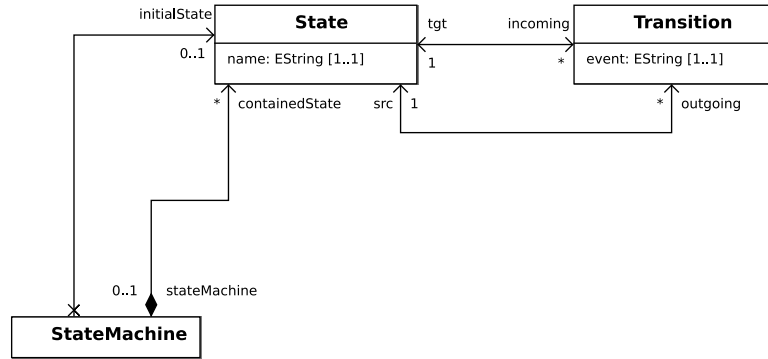 initialState
State
tgt
incoming
Transition
0..1
name: EString [1..1]
1
*
event: EString [1..1]
*
containedState
src
1
*
outgoing
0..1
stateMachine
StateMachine